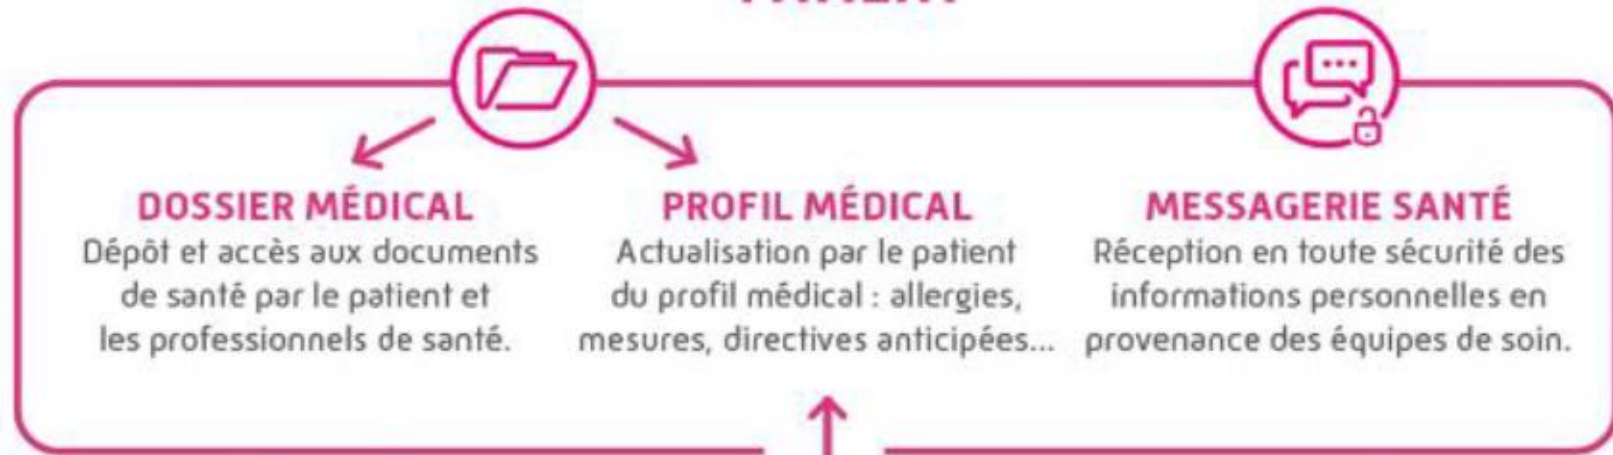 DOSSIER MÉDICAL
Dépôt et accès aux documents
de santé par le patient et
les professionnels de santé.
PROFIL MÉDICAL
Actualisation par le patient
du profil médical : allergies,
mesures, directives anticipées...
MESSAGERIE SANTÉ
Réception en toute sécurité des
informations personnelles en
provenance des équipes de soin.